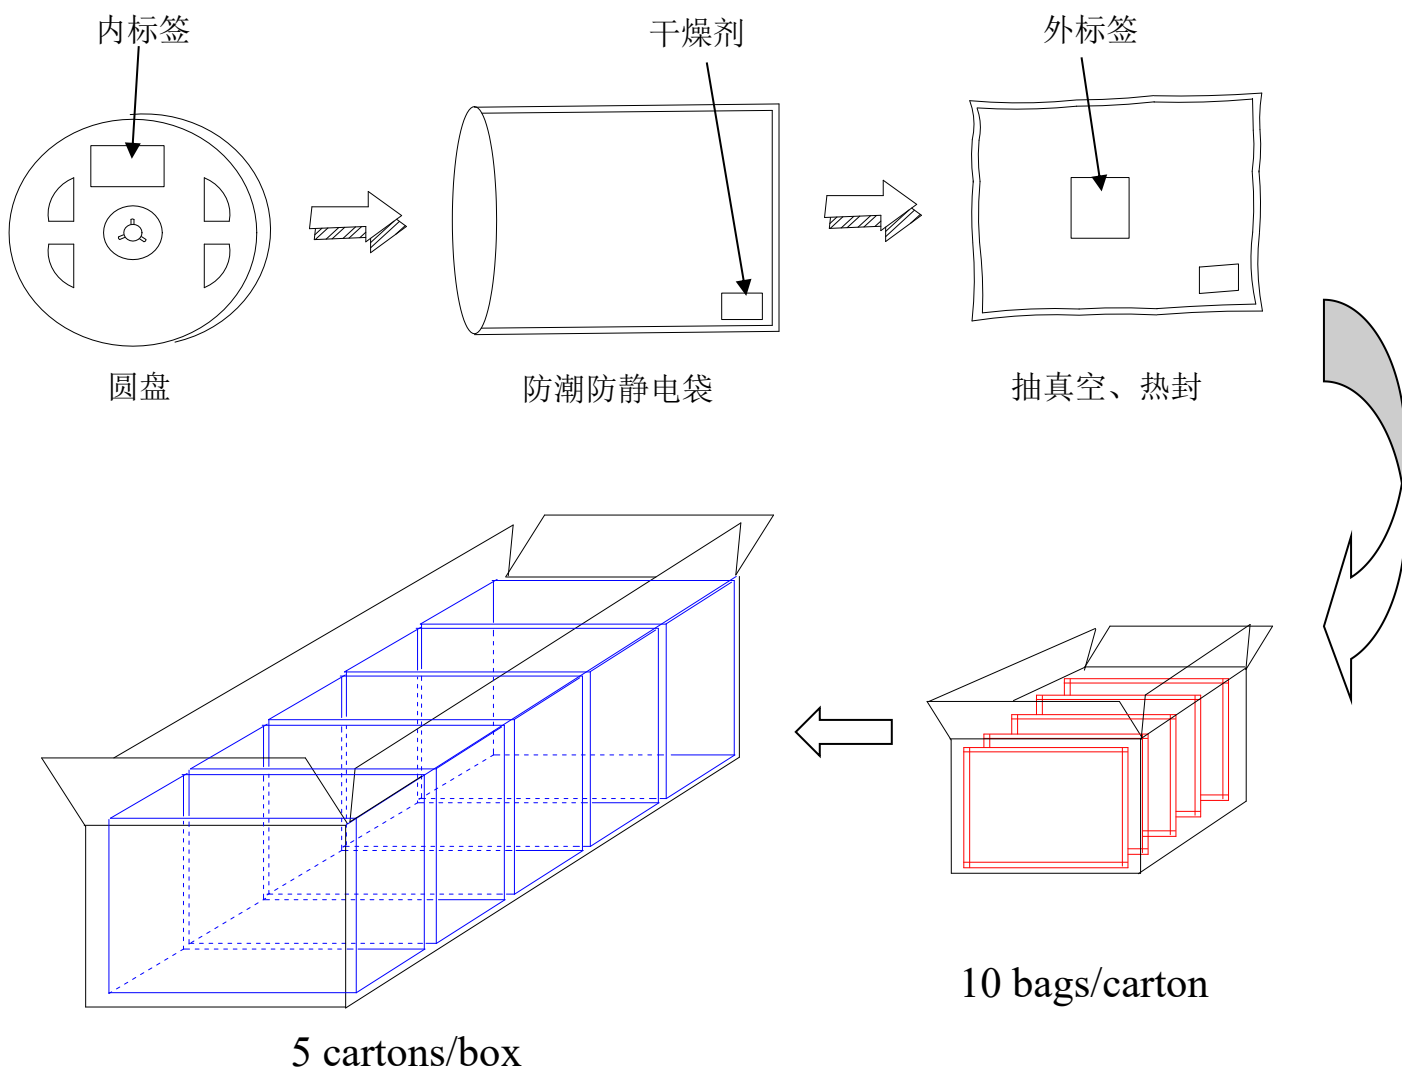 内标签
干燥剂
外标签
圆盘
防潮防静电袋
抽真空、热封
10 bags/carton
5 cartons/box